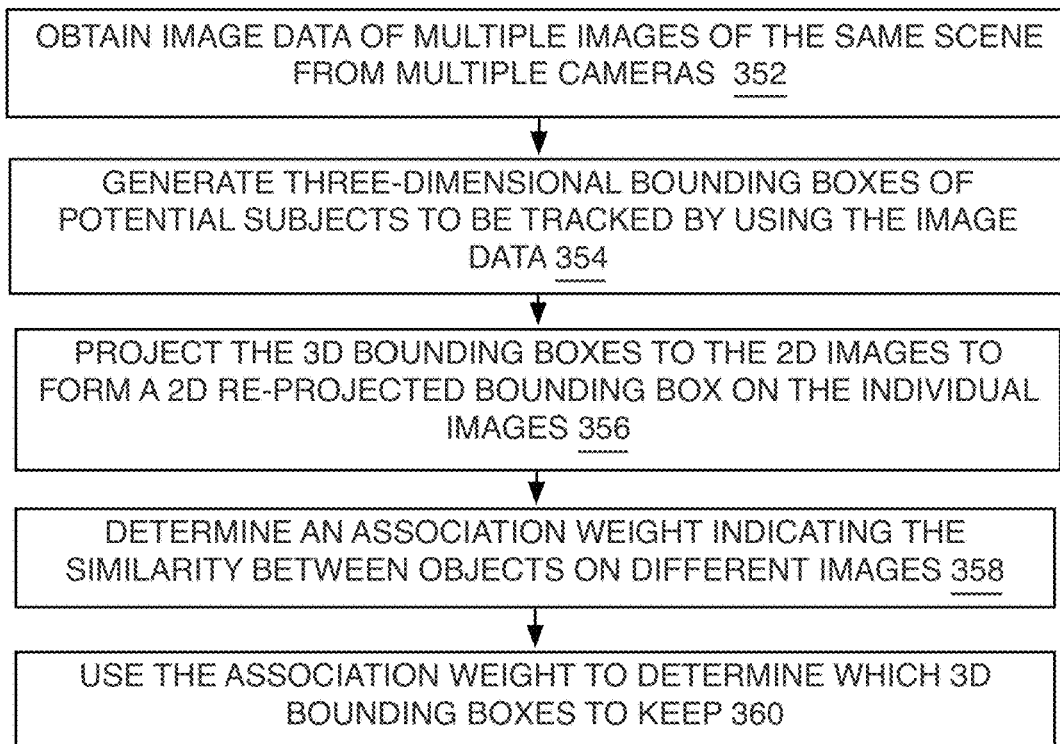 OBTAIN IMAGE DATA OF MULTIPLE IMAGES OF THE SAME SCENE
FROM MULTIPLE CAMERAS 352
GENERATE THREE-DIMENSIONAL BOUNDING BOXES OF
POTENTIAL SUBJECTS TO BE TRACKED BY USING THE IMAGE
DATA 354
PROJECT THE 3D BOUNDING BOXES TO THE 2D IMAGES TO
FORM A 2D RE-PROJECTED BOUNDING BOX ON THE INDIVIDUAL
IMAGES 356
DETERMINE AN ASSOCIATION WEIGHT INDICATING THE
SIMILARITY BETWEEN OBJECTS ON DIFFERENT IMAGES 358
USE THE ASSOCIATION WEIGHT TO DETERMINE WHICH 3D
BOUNDING BOXES TO KEEP 360